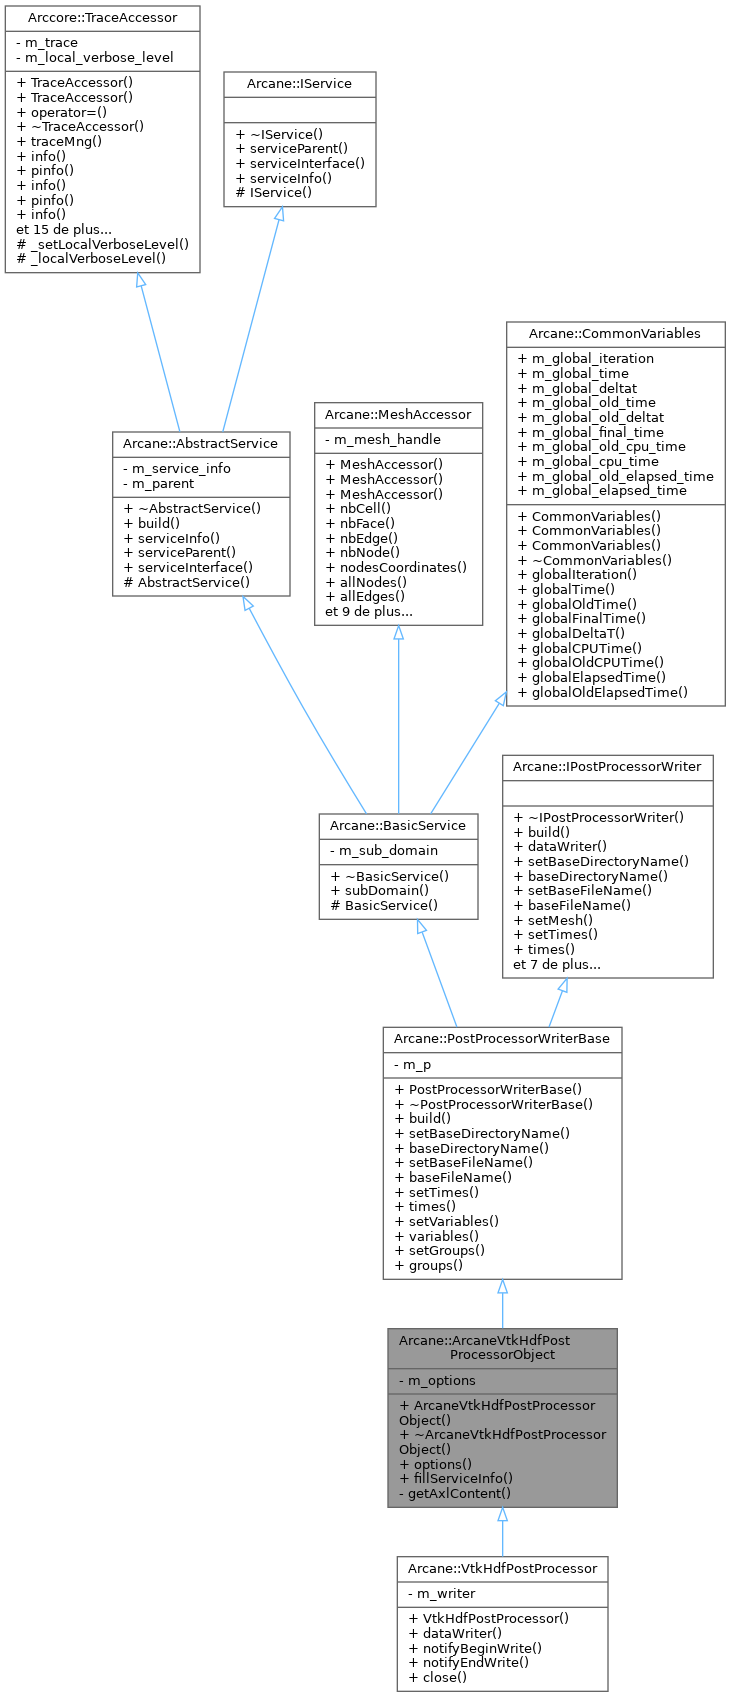 Arccore::TraceAccessor
- m_trace
- m_local_verbose_level
+ TraceAccessor()
+ TraceAccessor()
+ operator=()
+ ~TraceAccessor()
+ traceMng()
+ info()
+ pinfo()
+ info()
+ pinfo()
+ info()
et 15 de plus...
# _setLocalVerboseLevel()
# _localVerboseLevel()
Arcane::IService
+ ~IService()
+ serviceParent()
+ serviceInterface()
+ serviceInfo()
# IService()
Arcane::CommonVariables
+ m_global_iteration
+ m_global_time
+ m_global_deltat
+ m_global_old_time
+ m_global_old_deltat
+ m_global_final_time
+ m_global_old_cpu_time
+ m_global_cpu_time
+ m_global_old_elapsed_time
+ m_global_elapsed_time
+ CommonVariables()
+ CommonVariables()
+ CommonVariables()
+ ~CommonVariables()
+ globalIteration()
+ globalTime()
+ globalOldTime()
+ globalFinalTime()
+ globalDeltaT()
+ globalCPUTime()
+ globalOldCPUTime()
+ globalElapsedTime()
+ globalOldElapsedTime()
Arcane::MeshAccessor
- m_mesh_handle
+ MeshAccessor()
+ MeshAccessor()
+ MeshAccessor()
+ nbCell()
+ nbFace()
+ nbEdge()
+ nbNode()
+ nodesCoordinates()
+ allNodes()
+ allEdges()
et 9 de plus...
Arcane::AbstractService
- m_service_info
- m_parent
+ ~AbstractService()
+ build()
+ serviceInfo()
+ serviceParent()
+ serviceInterface()
# AbstractService()
Arcane::IPostProcessorWriter
+ ~IPostProcessorWriter()
+ build()
+ dataWriter()
+ setBaseDirectoryName()
+ baseDirectoryName()
+ setBaseFileName()
+ baseFileName()
+ setMesh()
+ setTimes()
+ times()
et 7 de plus...
Arcane::BasicService
- m_sub_domain
+ ~BasicService()
+ subDomain()
# BasicService()
Arcane::PostProcessorWriterBase
- m_p
+ PostProcessorWriterBase()
+ ~PostProcessorWriterBase()
+ build()
+ setBaseDirectoryName()
+ baseDirectoryName()
+ setBaseFileName()
+ baseFileName()
+ setTimes()
+ times()
+ setVariables()
+ variables()
+ setGroups()
+ groups()
Arcane::ArcaneVtkHdfPost
ProcessorObject
- m_options
+ ArcaneVtkHdfPostProcessor
Object()
+ ~ArcaneVtkHdfPostProcessor
Object()
+ options()
+ fillServiceInfo()
- getAxlContent()
Arcane::VtkHdfPostProcessor
- m_writer
+ VtkHdfPostProcessor()
+ dataWriter()
+ notifyBeginWrite()
+ notifyEndWrite()
+ close()